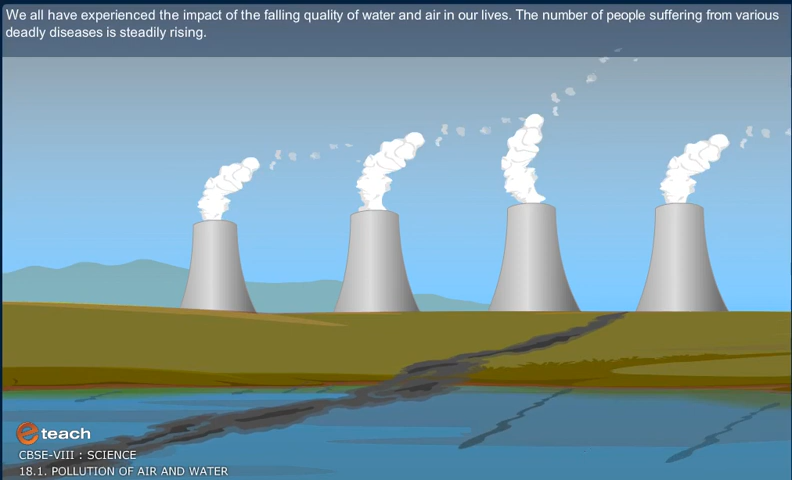 We all have experienced the impact of the falling quality of water and air in our lives. The number of people suffering from various
deadly diseases is steadily rising.
e teach
CBSE-VIII : SCIENCE
18.1. POLLUTION OF AIR AND WATER